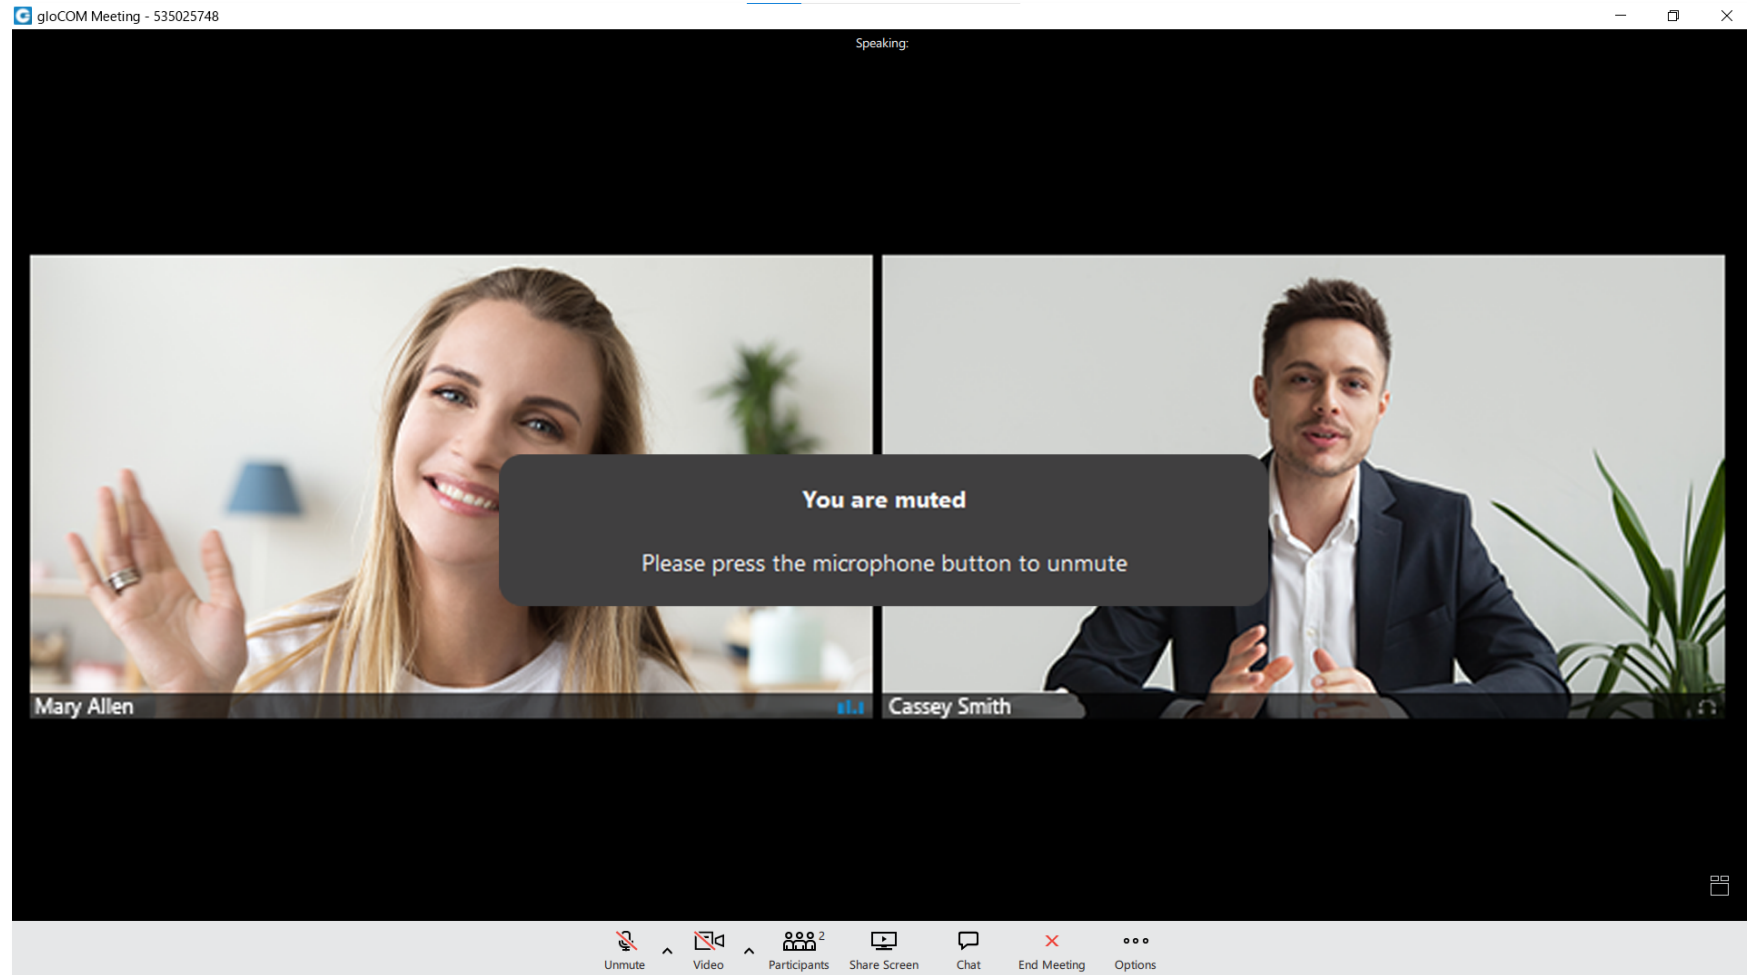 gloCOM Meeting - 535025748
Speaking:
You are muted
Please press the microphone button to unmute
Mary Allen
Cassey Smith
2
Unmute
Video
Participants
Share Screen
Chat
End Meeting
Options